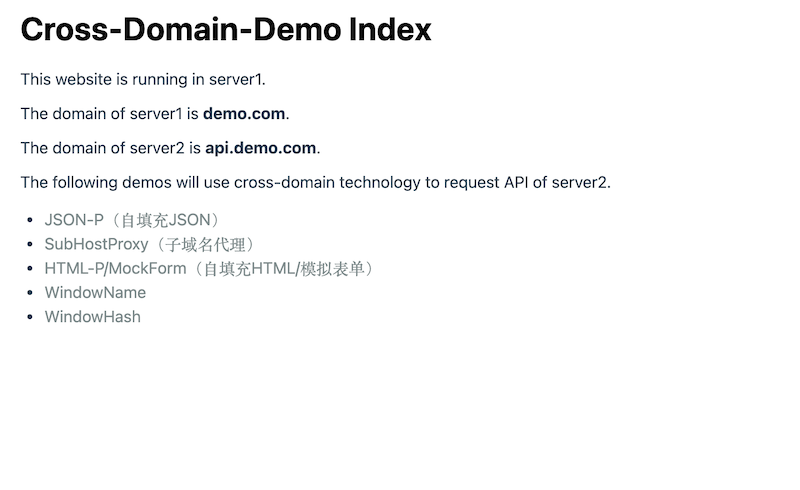 Cross-Domain-Demo Index
This website is running in server1.
The domain of server1 is demo.com.
The domain of server2 is api.demo.com.
The following demos will use cross-domain technology to request API of server2.
JSON-P（自填充JSON）
SubHostProxy（子域名代理）
HTML-P/MockForm（自填充HTML/模拟表单）
WindowName
WindowHash